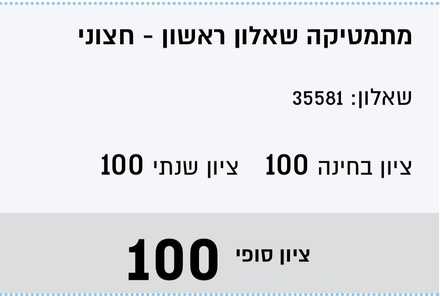 מתמטיקה שאלון ראשון - חצוני
שאלון: 35581
ציון בחינה 100 ציון שנתי 100
ציון סופי 100